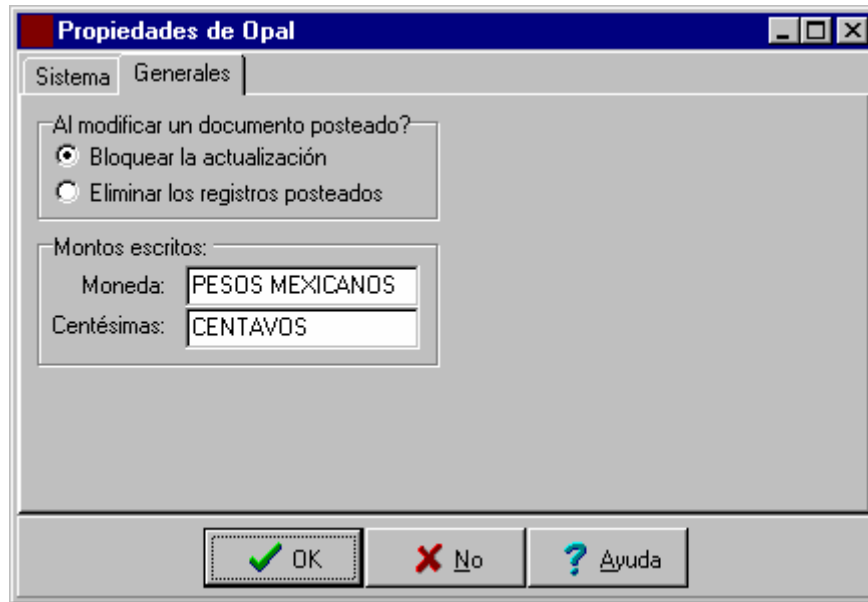 Propiedades de Opal
Sistema Generales
Al modificar un documento posteado?
Bloquear la actualización
Eliminar los registros posteados
Montos escritos:
Moneda: PESOS MEXICANOS
Centésimas: CENTAVOS
OK No Ayuda